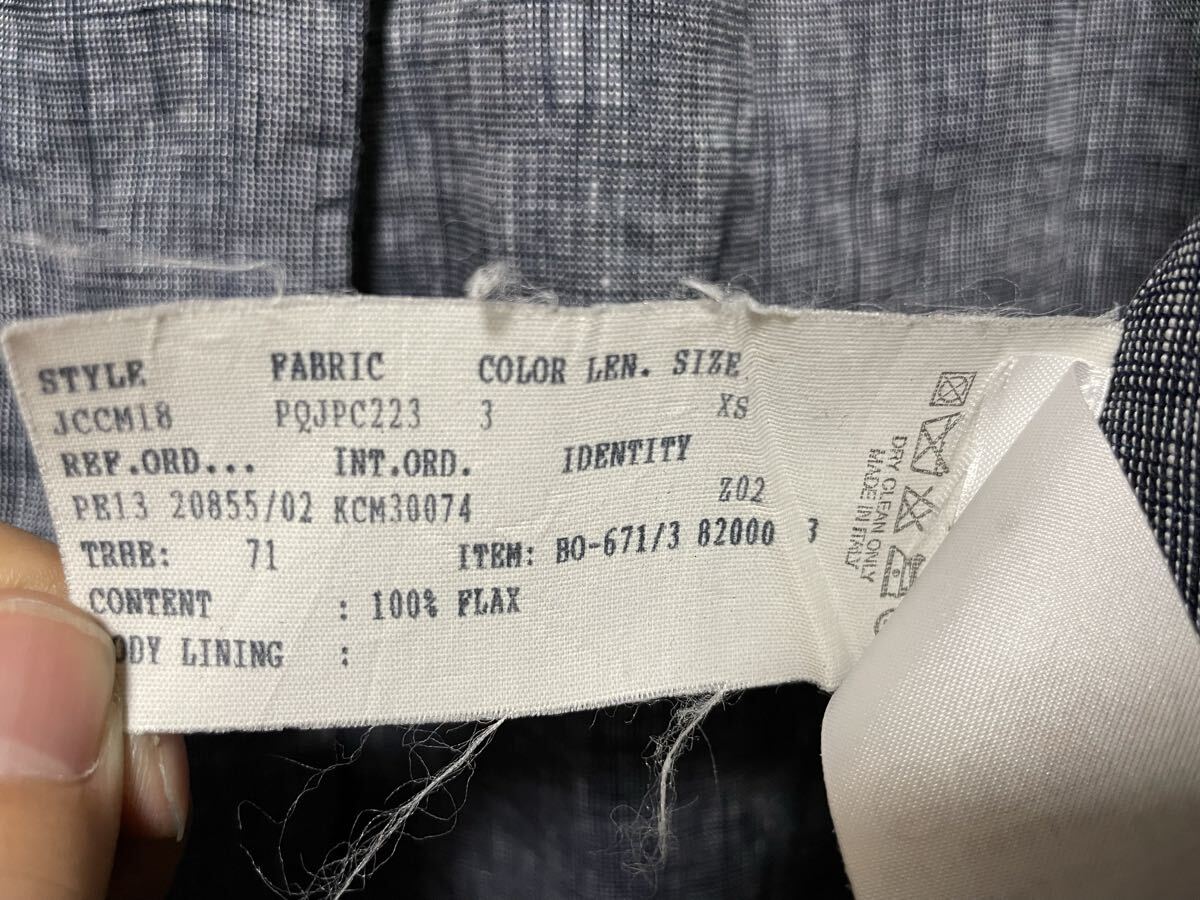 STYLE FABRIC COLOR LEN. SIZE
JCCM18 PQJPC223 3 XS
REF.ORD... INT.ORD. IDENTITY
PE13 20855/02 KCM30074 Z02
TRHE: 71 ITEM: BO-671/3 82000 3
CONTENT : 100% FLAX
BODY LINING :
DRY CLEAN ONLY
MADE IN ITALY